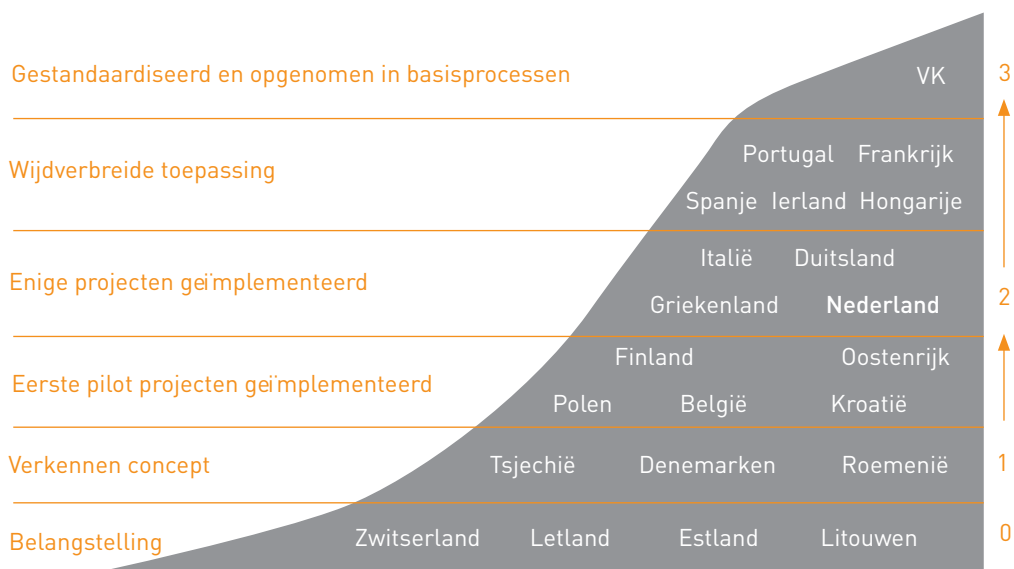 Gestandaardiseerd en opgenomen in basisprocessen VK 3
Wijdverbreide toepassing
Portugal Frankrijk
Spanje Ierland Hongarije
Enige projecten geïmplementeerd
Italië Duitsland
Griekenland Nederland 2
Eerste pilot projecten geïmplementeerd
Finland Oostenrijk
Polen België Kroatië
Verkennen concept Tsjechië Denemarken Roemenië 1
Belangstelling Zwitserland Letland Estland Litouwen 0